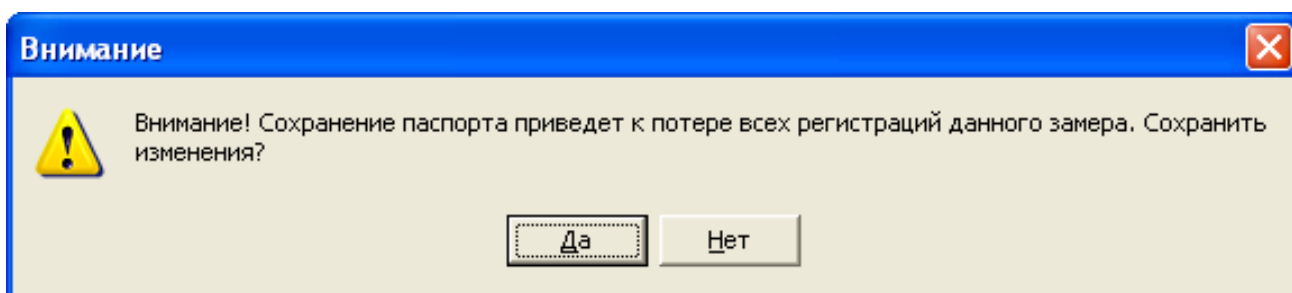 Внимание
Внимание! Сохранение паспорта приведет к потере всех регистраций данного замера. Сохранить
изменения?
Да Нет